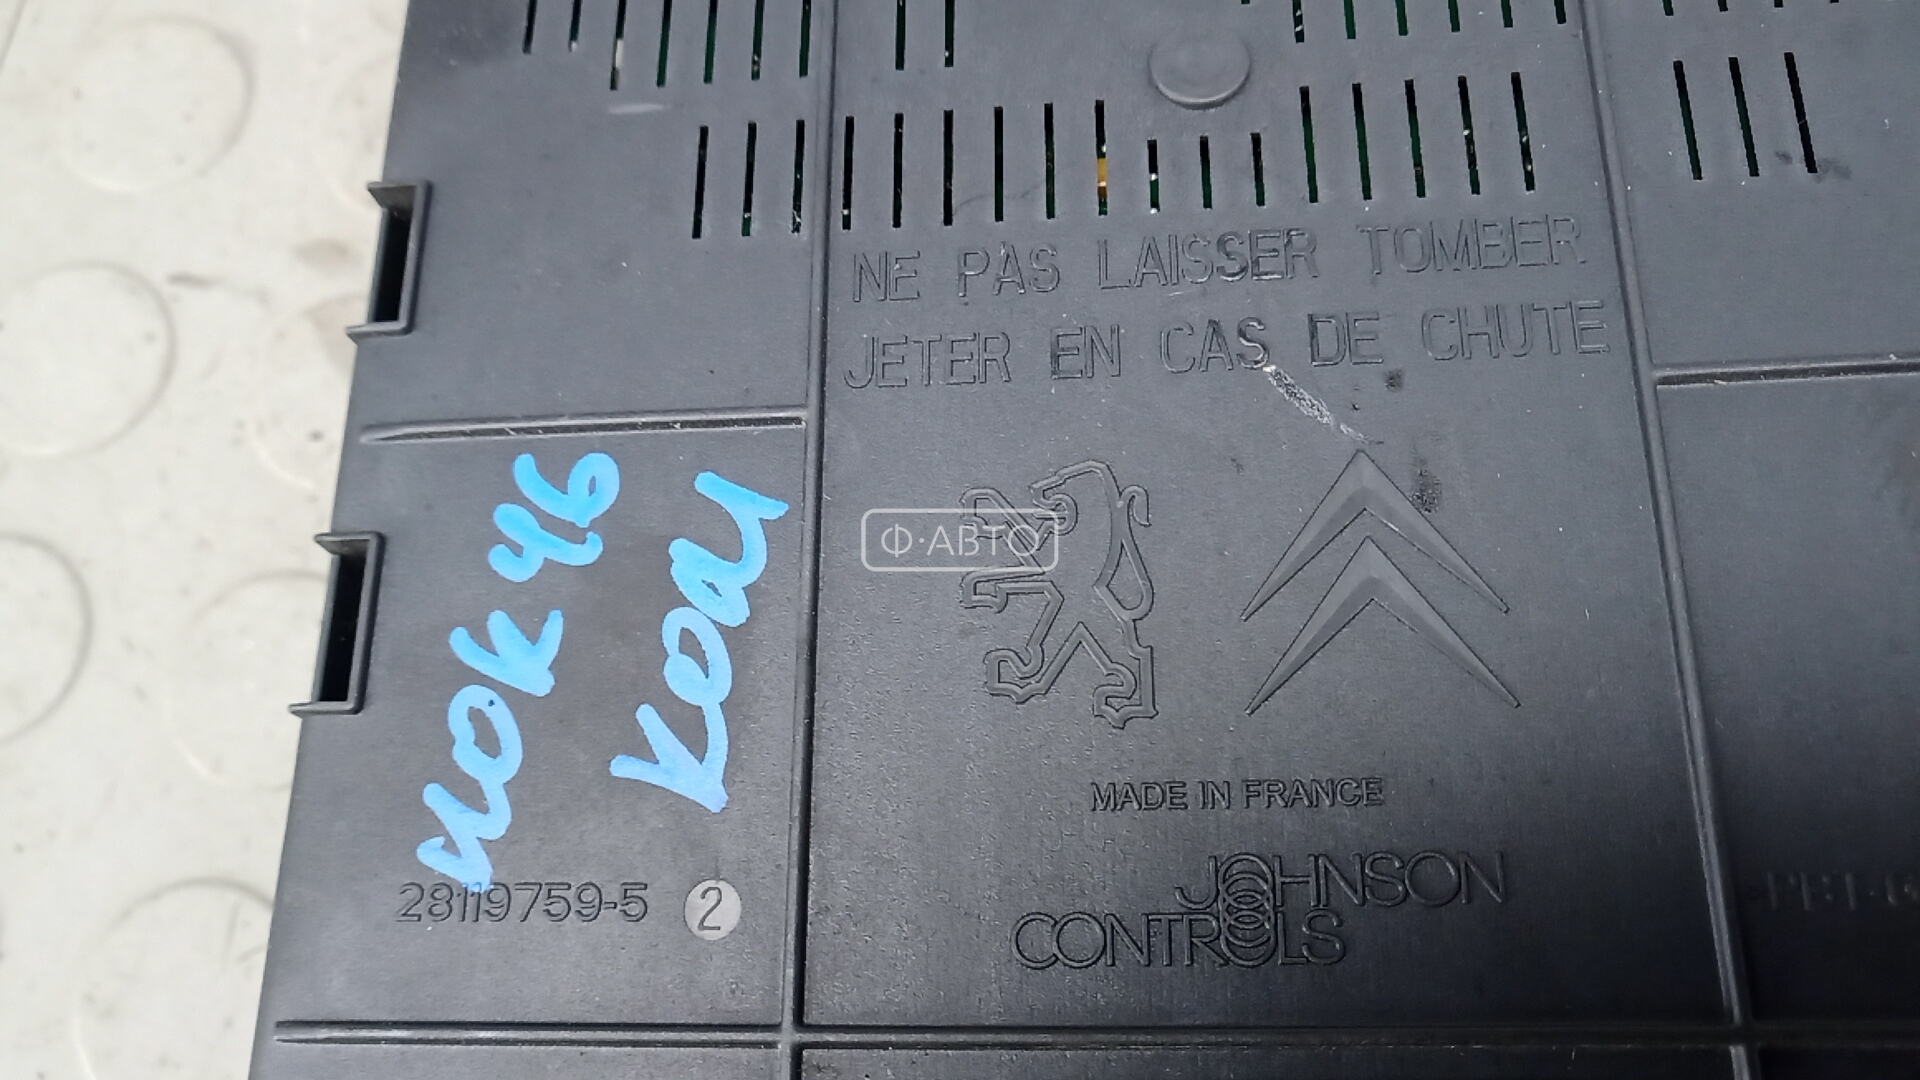 NE PAS LAISSER TOMBER
JETER EN CAS DE CHUTE
Ф·АВТО
MADE IN FRANCE
JOHNSON
CONTROLS
28119759-5 2